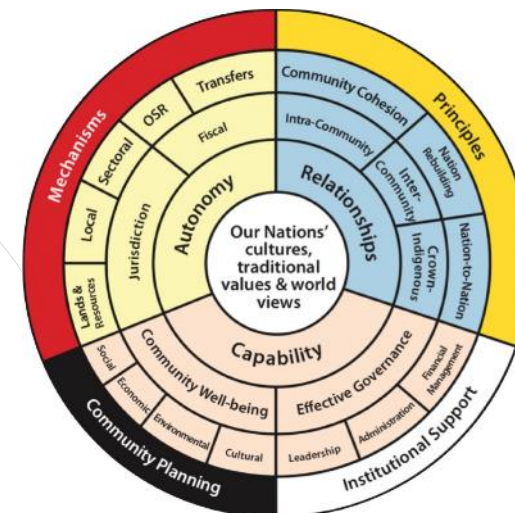 Mechanisms
Principles
Institutional Support
Community Planning
OSR
Transfers
Sectoral
Local
Lands &
Resources
Fiscal
Jurisdiction
Autonomy
Community Cohesion
Nation
Rebuilding
Nation-to-Nation
Intra-Community
Inter-
Community
Crown-
Indigenous
Relationships
Our Nations'
cultures,
traditional
values & world
views
Capability
Community Well-being
Effective Governance
Social
Economic
Environmental
Cultural
Leadership
Administration
Financial
Management